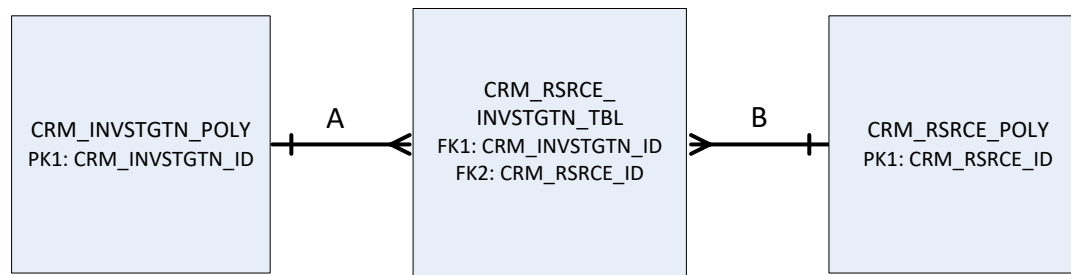 CRM_INVSTGTN_POLY
PK1: CRM_INVSTGTN_ID
A
CRM_RSRCE_
INVSTGTN_TBL
FK1: CRM_INVSTGTN_ID
FK2: CRM_RSRCE_ID
B
CRM_RSRCE_POLY
PK1: CRM_RSRCE_ID